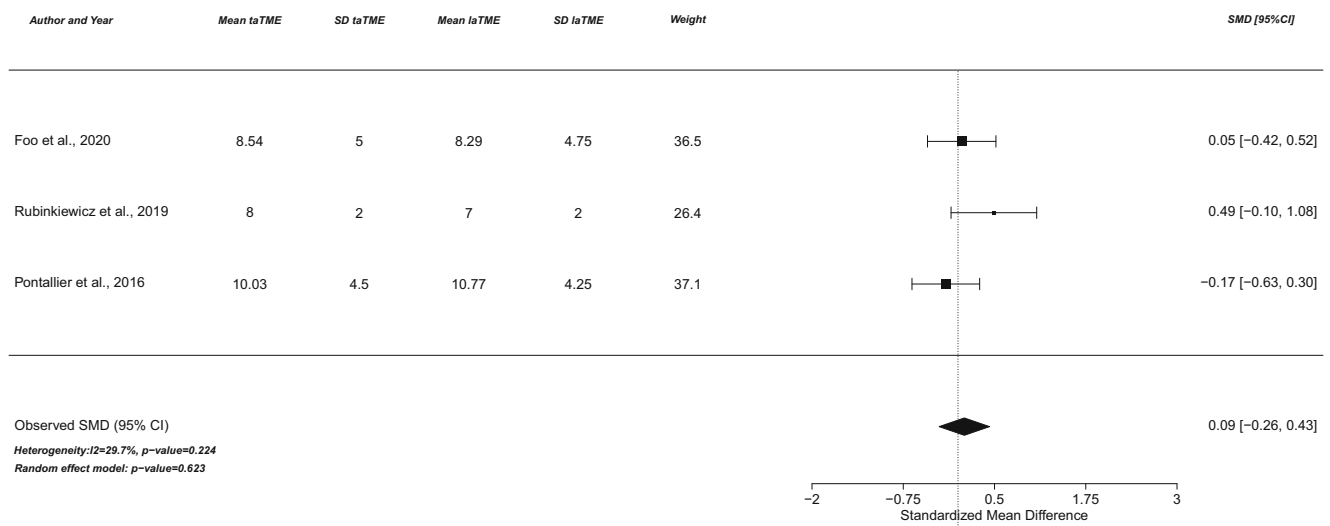 Author and Year Mean taTME SD taTME Mean laTME SD laTME Weight SMD [95%CI]
Foo et al., 2020 8.54 5 8.29 4.75 36.5 0.05 [−0.42, 0.52]
Rubinkiewicz et al., 2019 8 2 7 2 26.4 0.49 [−0.10, 1.08]
Pontallier et al., 2016 10.03 4.5 10.77 4.25 37.1 −0.17 [−0.63, 0.30]
Observed SMD (95% CI) 0.09 [−0.26, 0.43]
Heterogeneity:I2=29.7%, p−value=0.224
Random effect model: p−value=0.623
−2 −0.75 0.5 1.75 3
Standardized Mean Difference